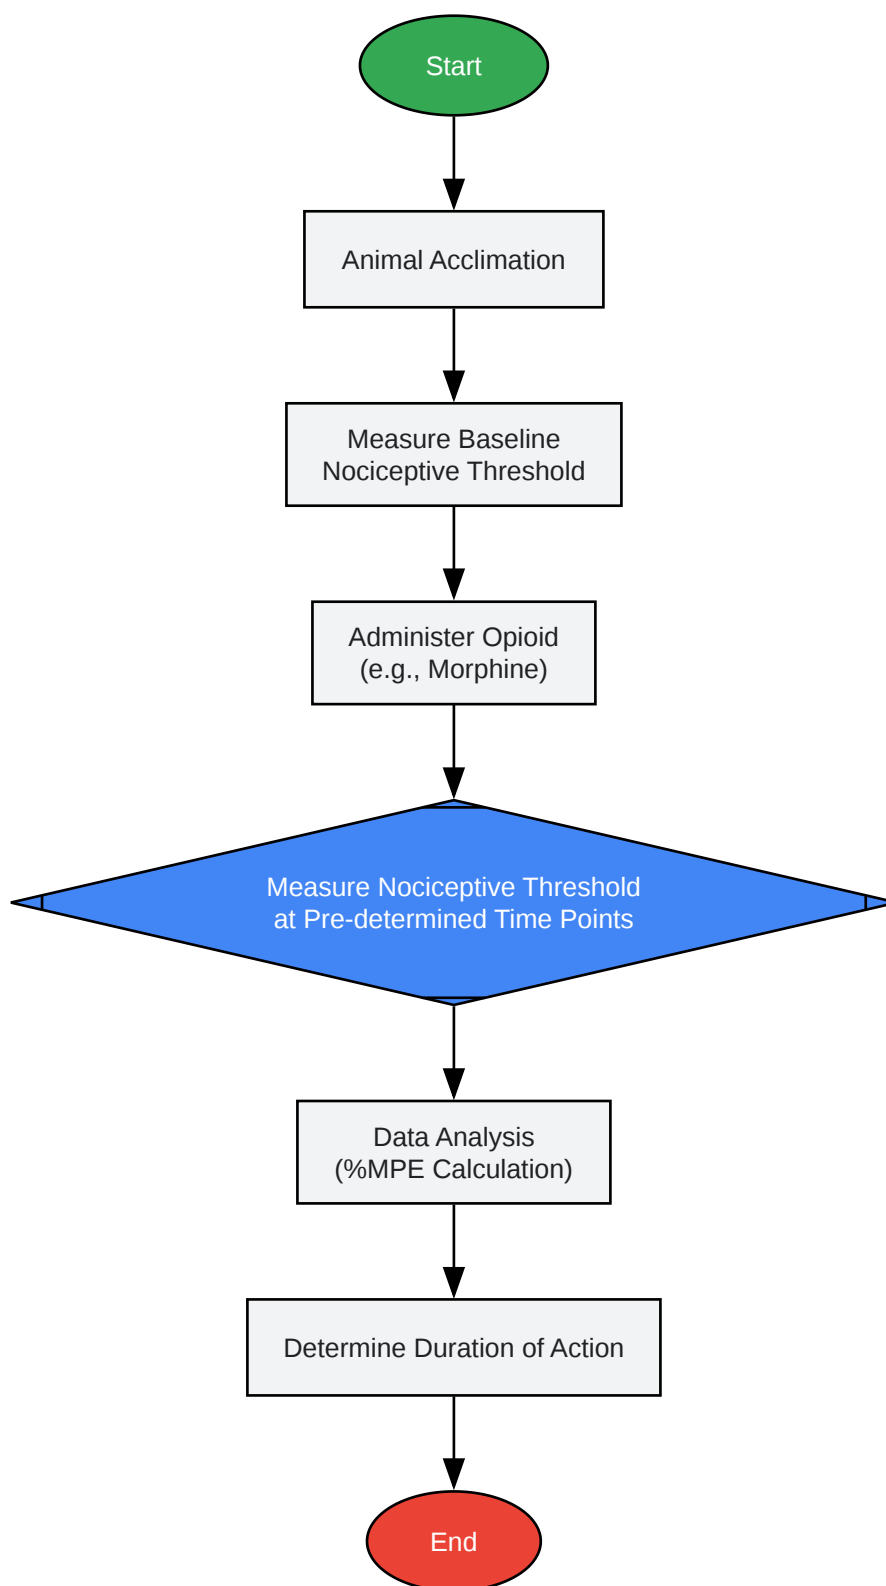 Start
Animal Acclimation
Measure Baseline
Nociceptive Threshold
Administer Opioid
(e.g., Morphine)
Measure Nociceptive Threshold
at Pre-determined Time Points
Data Analysis
(%MPE Calculation)
Determine Duration of Action
End